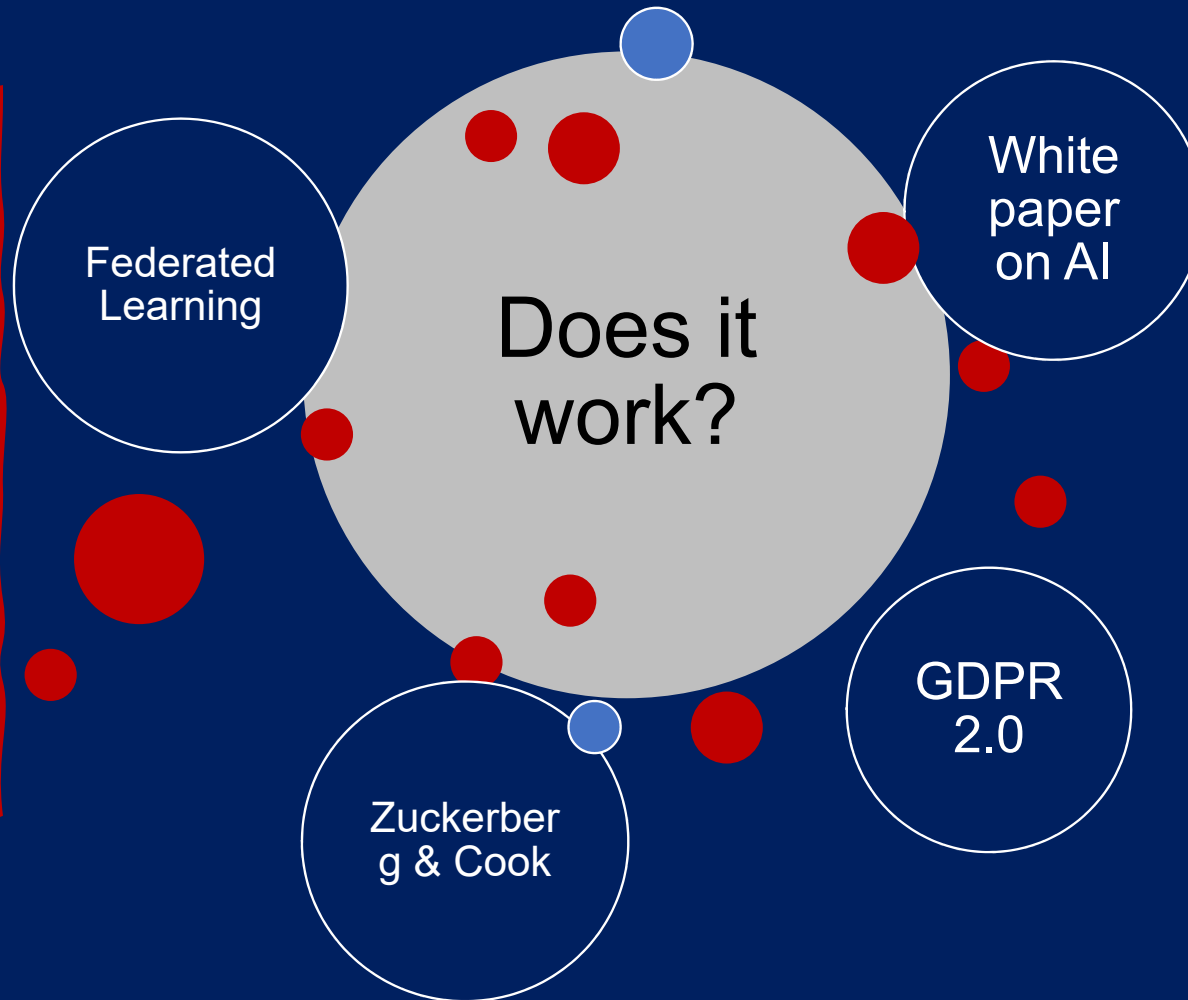 Federated
Learning
Does it
work?
White
paper
on AI
GDPR
2.0
Zuckerber
g & Cook